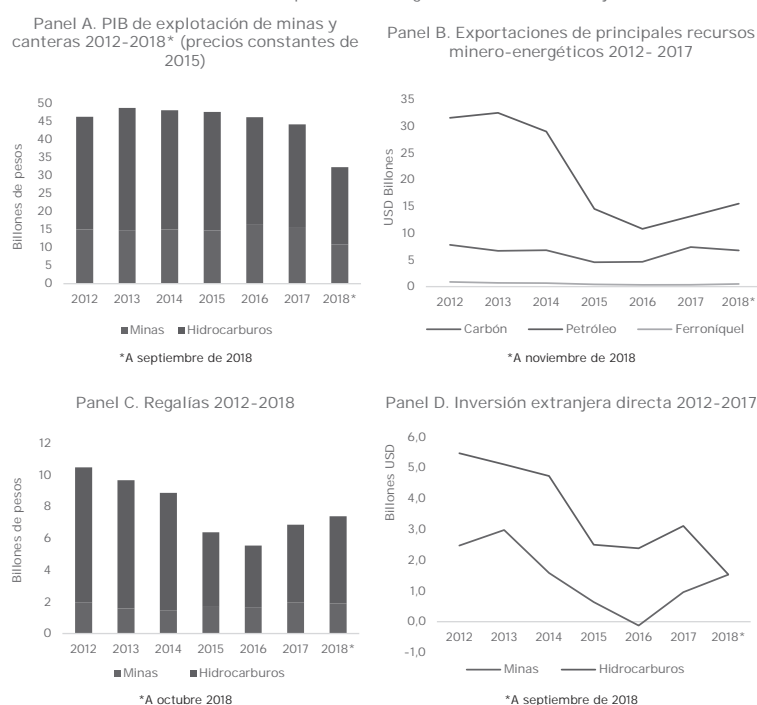 Panel A. PIB de explotación de minas y
canteras 2012-2018* (precios constantes de
2015)
Billones de pesos
50
45
40
35
30
25
20
15
10
5
0
2012 2013 2014 2015 2016 2017 2018*
Minas Hidrocarburos
*A septiembre de 2018
Panel B. Exportaciones de principales recursos
minero-energéticos 2012- 2017
USD Billones
35
30
25
20
15
10
5
0
2012 2013 2014 2015 2016 2017 2018*
Carbón Petróleo Ferroníquel
*A noviembre de 2018
Panel C. Regalías 2012-2018
Billones de pesos
12
10
8
6
4
2
0
2012 2013 2014 2015 2016 2017 2018*
Minas Hidrocarburos
*A octubre 2018
Panel D. Inversión extranjera directa 2012-2017
Billones USD
6,0
5,0
4,0
3,0
2,0
1,0
0,0
-1,0
2012 2013 2014 2015 2016 2017 2018*
Minas Hidrocarburos
*A septiembre de 2018